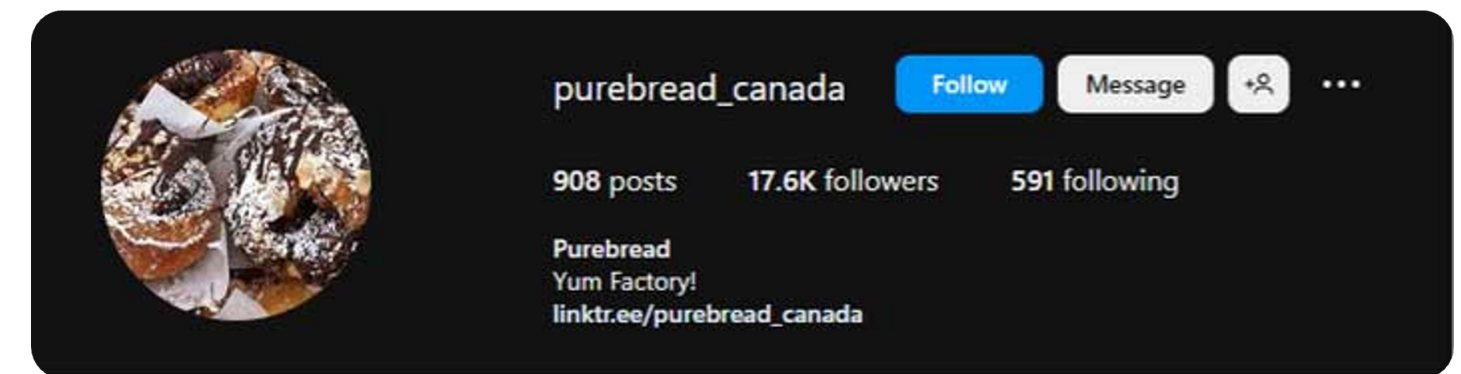 purebread_canada Follow Message
908 posts 17.6K followers 591 following
Purebread
Yum Factory!
linktr.ee/purebread_canada